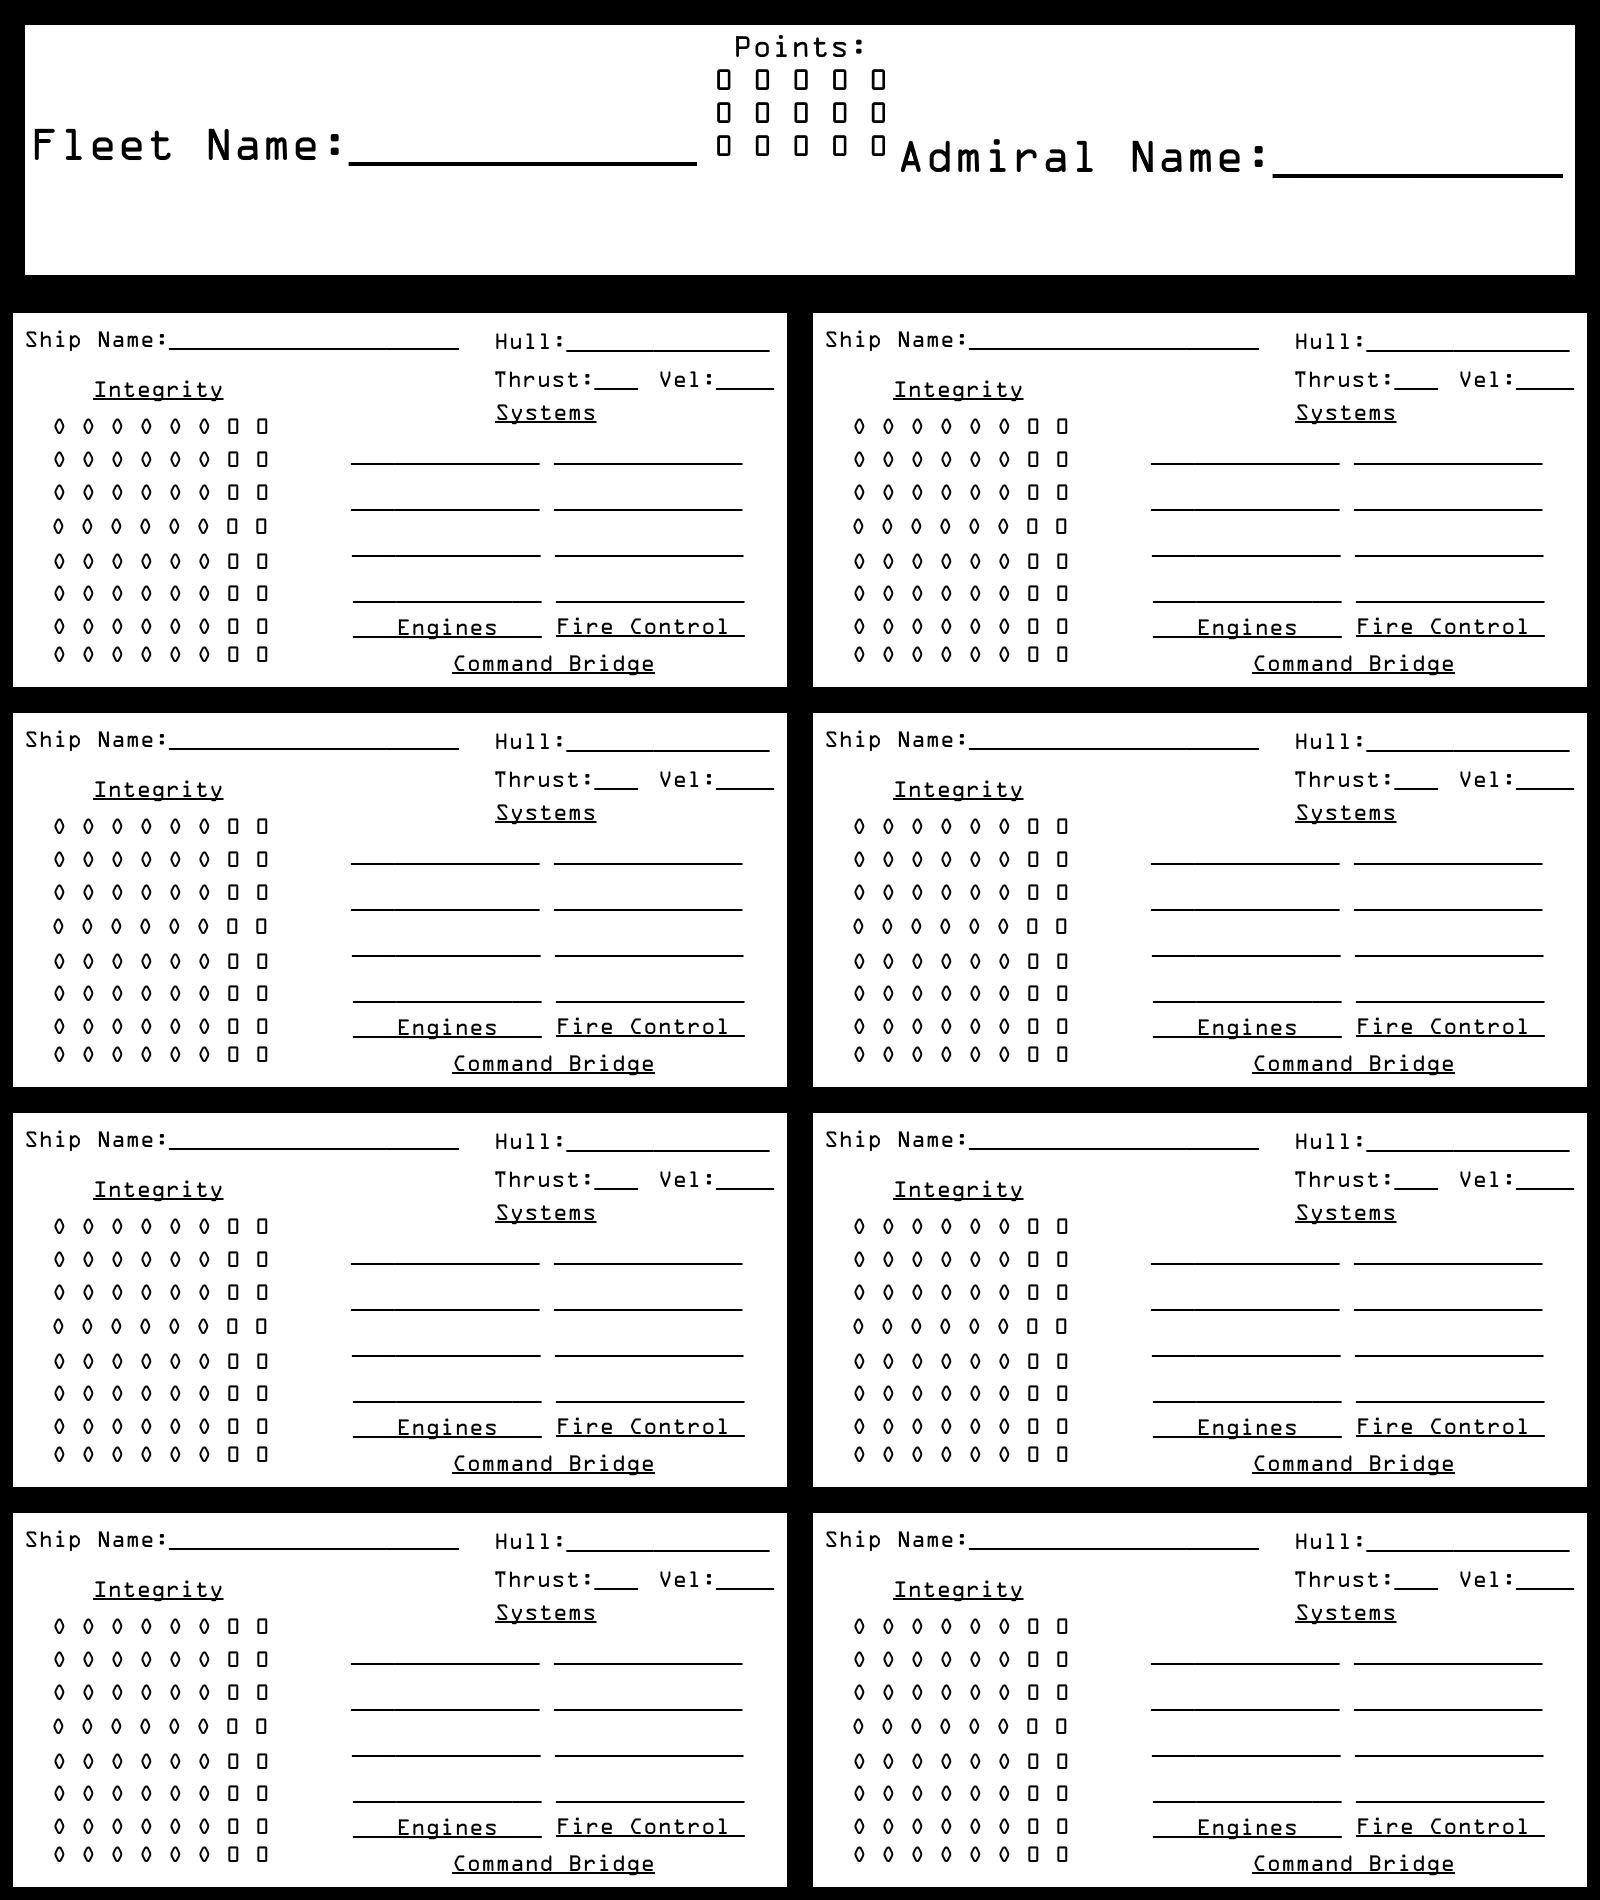 Points:
Fleet Name:____________
Admiral Name:__________
Ship Name:____________________ Hull:______________
Thrust:___ Vel:____
Integrity
Systems
Engines Fire Control
Command Bridge
Ship Name:____________________ Hull:______________
Thrust:___ Vel:____
Integrity
Systems
Engines Fire Control
Command Bridge
Ship Name:____________________ Hull:______________
Thrust:___ Vel:____
Integrity
Systems
Engines Fire Control
Command Bridge
Ship Name:____________________ Hull:______________
Thrust:___ Vel:____
Integrity
Systems
Engines Fire Control
Command Bridge
Ship Name:____________________ Hull:______________
Thrust:___ Vel:____
Integrity
Systems
Engines Fire Control
Command Bridge
Ship Name:____________________ Hull:______________
Thrust:___ Vel:____
Integrity
Systems
Engines Fire Control
Command Bridge
Ship Name:____________________ Hull:______________
Thrust:___ Vel:____
Integrity
Systems
Engines Fire Control
Command Bridge
Ship Name:____________________ Hull:______________
Thrust:___ Vel:____
Integrity
Systems
Engines Fire Control
Command Bridge